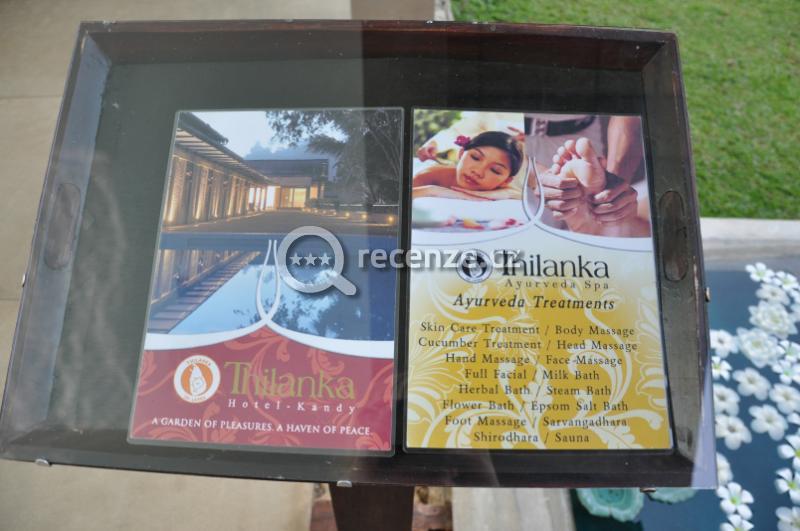 THILANKA
Thilanka
Hotel - Kandy
A GARDEN OF PLEASURES. A HAVEN OF PEACE.
Thilanka
Ayurveda Spa
Ayurveda Treatments
Skin Care Treatment / Body Massage
Cucumber Treatment / Head Massage
Hand Massage / Face Massage
Full Facial / Milk Bath
Herbal Bath / Steam Bath
Flower Bath / Epsom Salt Bath
Foot Massage / Sarvangadhara
Shirodhara / Sauna
recenze.cz